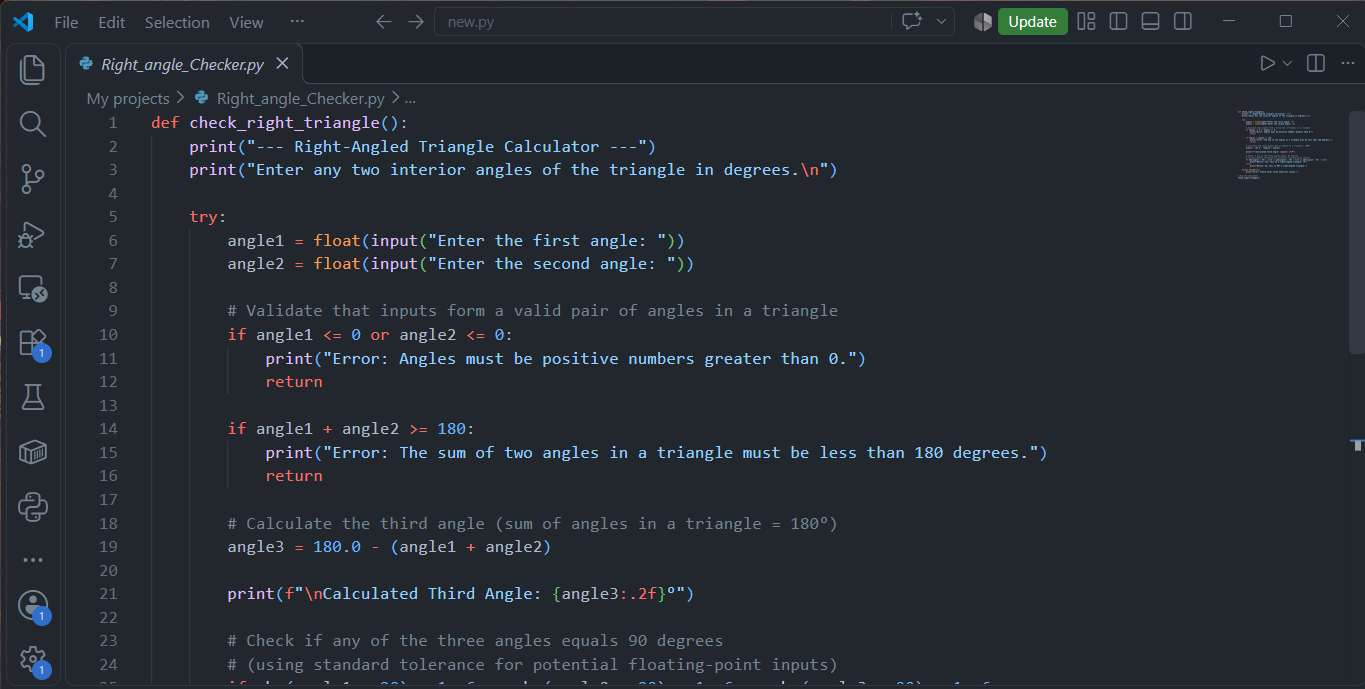 File Edit Selection View ··· new.py Update
Right_angle_Checker.py
My projects > Right_angle_Checker.py > ...
1 def check_right_triangle():
2     print("--- Right-Angled Triangle Calculator ---")
3     print("Enter any two interior angles of the triangle in degrees.\n")
4
5     try:
6         angle1 = float(input("Enter the first angle: "))
7         angle2 = float(input("Enter the second angle: "))
8
9         # Validate that inputs form a valid pair of angles in a triangle
10         if angle1 <= 0 or angle2 <= 0:
11             print("Error: Angles must be positive numbers greater than 0.")
12             return
13
14         if angle1 + angle2 >= 180:
15             print("Error: The sum of two angles in a triangle must be less than 180 degrees.")
16             return
17
18         # Calculate the third angle (sum of angles in a triangle = 180°)
19         angle3 = 180.0 - (angle1 + angle2)
20
21         print(f"\nCalculated Third Angle: {angle3:.2f}°")
22
23         # Check if any of the three angles equals 90 degrees
24         # (using standard tolerance for potential floating-point inputs)
1
1
1